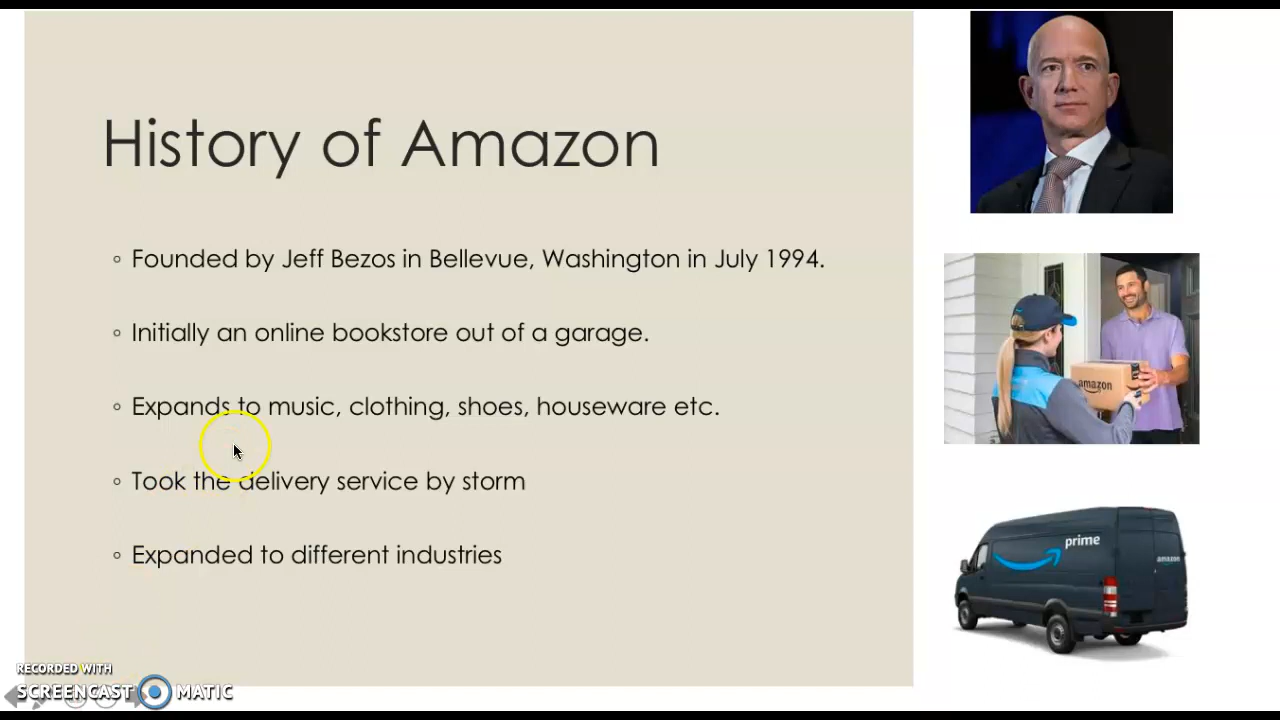 History of Amazon
◦ Founded by Jeff Bezos in Bellevue, Washington in July 1994.
◦ Initially an online bookstore out of a garage.
◦ Expands to music, clothing, shoes, houseware etc.
◦ Took the delivery service by storm
◦ Expanded to different industries
amazon
prime
amazon
RECORDED WITH
SCREENCAST MATIC